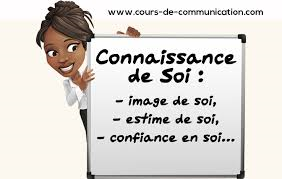 www.cours-de-communication.com
Connaissance
de Soi :
- image de soi,
- estime de soi,
- confiance en soi...